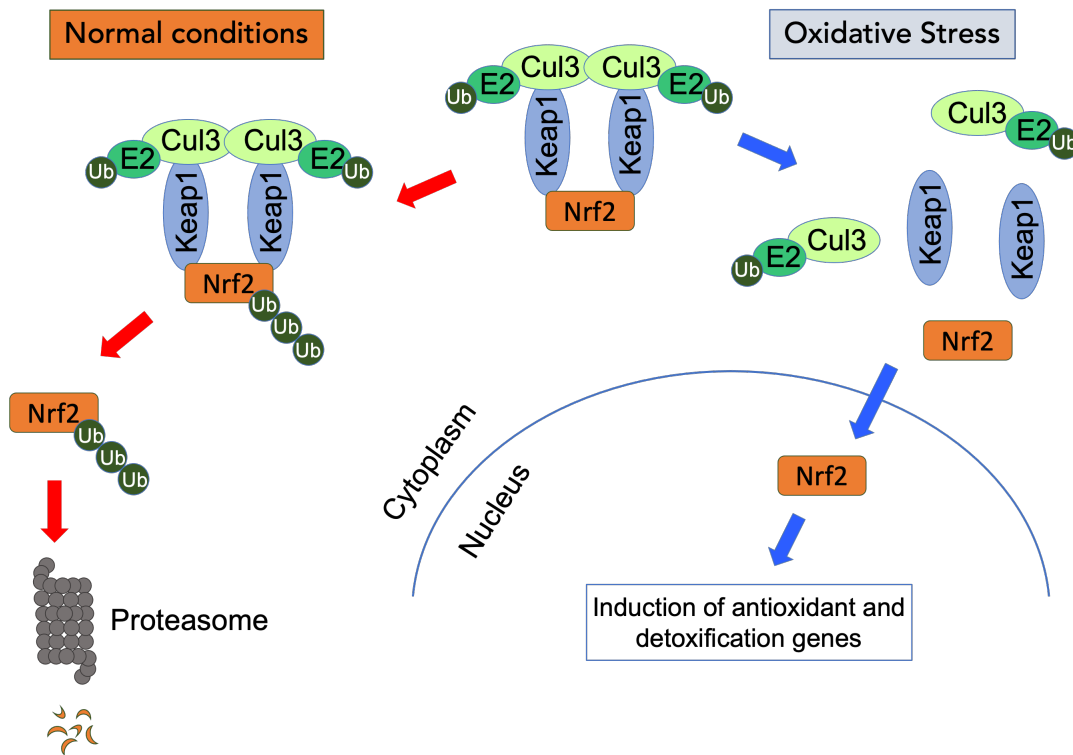 Normal conditions
Oxidative Stress
Ub E2 Cul3 Cul3 E2 Ub
Keap1 Keap1
Nrf2
Ub E2 Cul3 Cul3 E2 Ub
Keap1 Keap1
Nrf2
Ub
Ub
Ub
Nrf2
Ub
Ub
Ub
Proteasome
Cul3 E2 Ub
Ub E2 Cul3
Keap1 Keap1
Nrf2
Cytoplasm
Nucleus
Nrf2
Induction of antioxidant and
detoxification genes